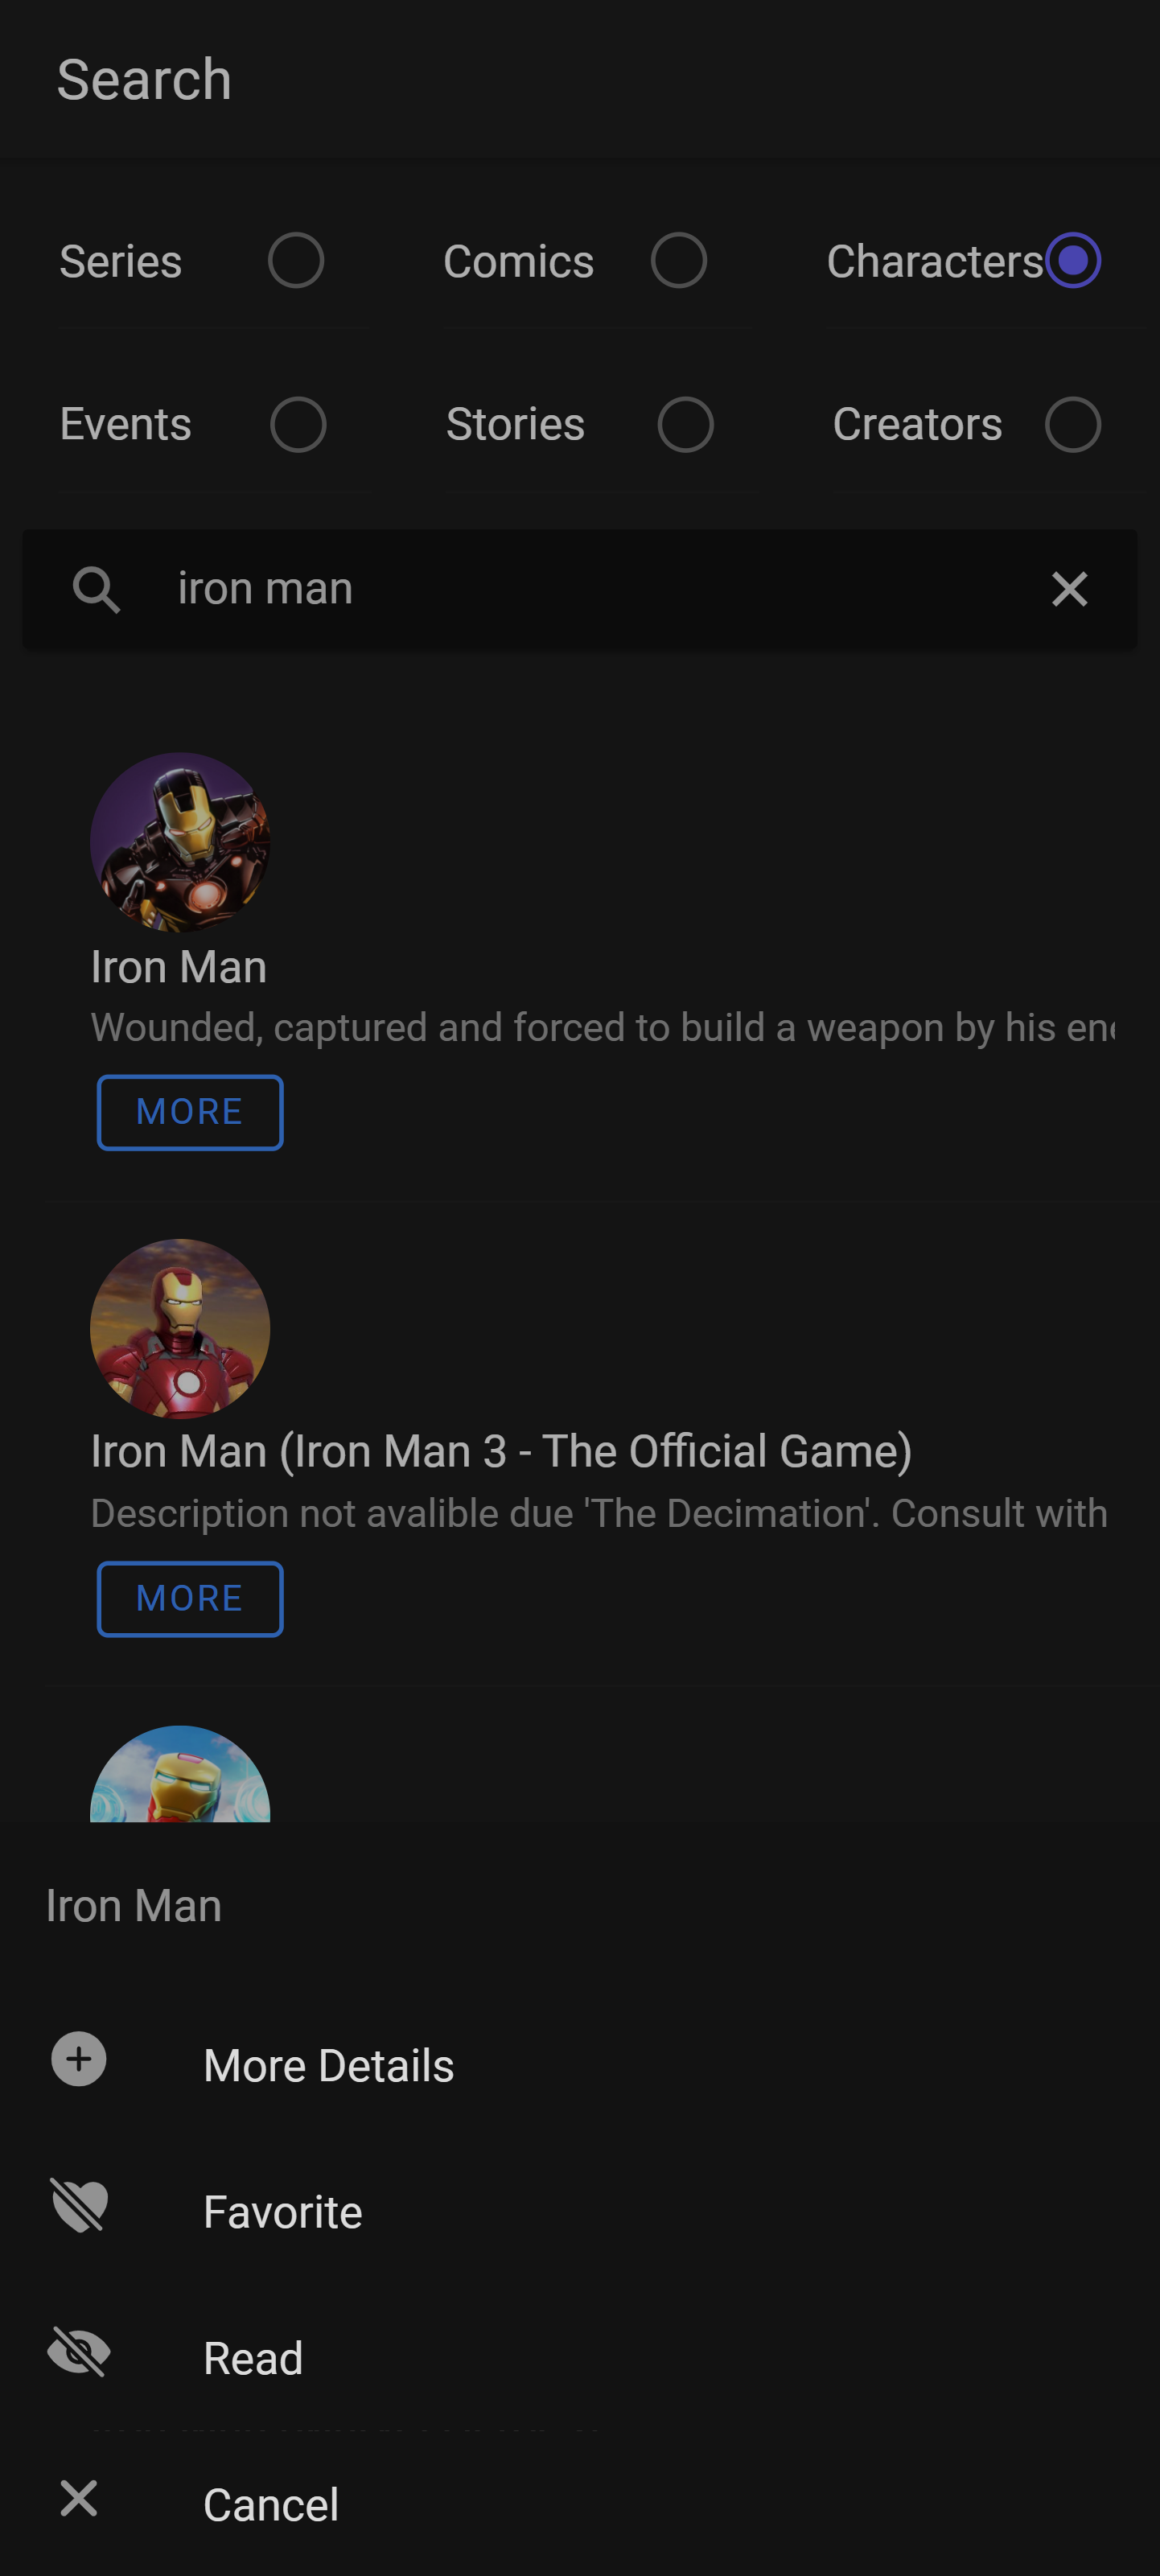 Search
Series Comics Characters
Events Stories Creators
iron man
Iron Man
Wounded, captured and forced to build a weapon by his
MORE
Iron Man (Iron Man 3 - The Official Game)
Description not avalible due 'The Decimation'. Consult with
MORE
Iron Man
More Details
Favorite
Read
Cancel